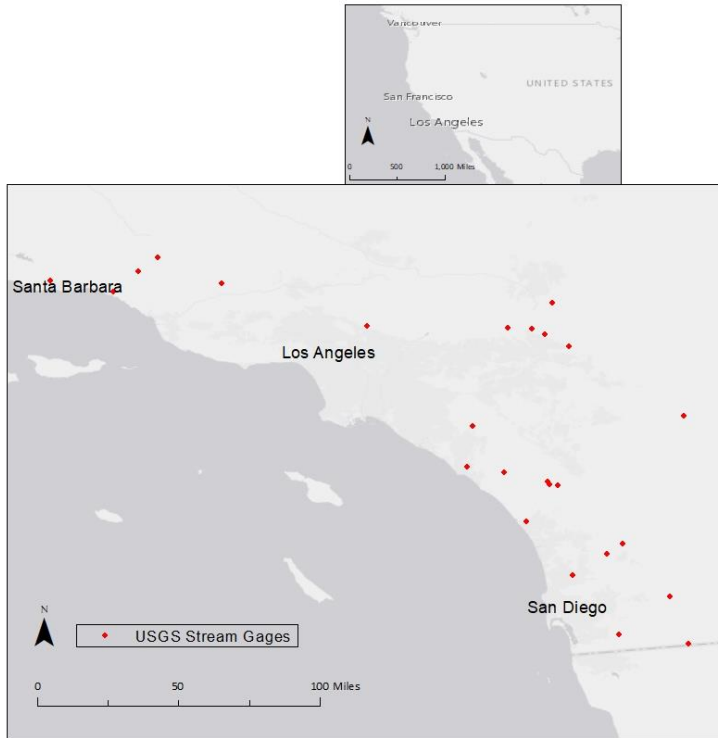 Vancouver
UNITED STATES
San Francisco
Los Angeles
N
0 500 1,000 Miles
Santa Barbara
Los Angeles
San Diego
N
USGS Stream Gages
0 50 100 Miles